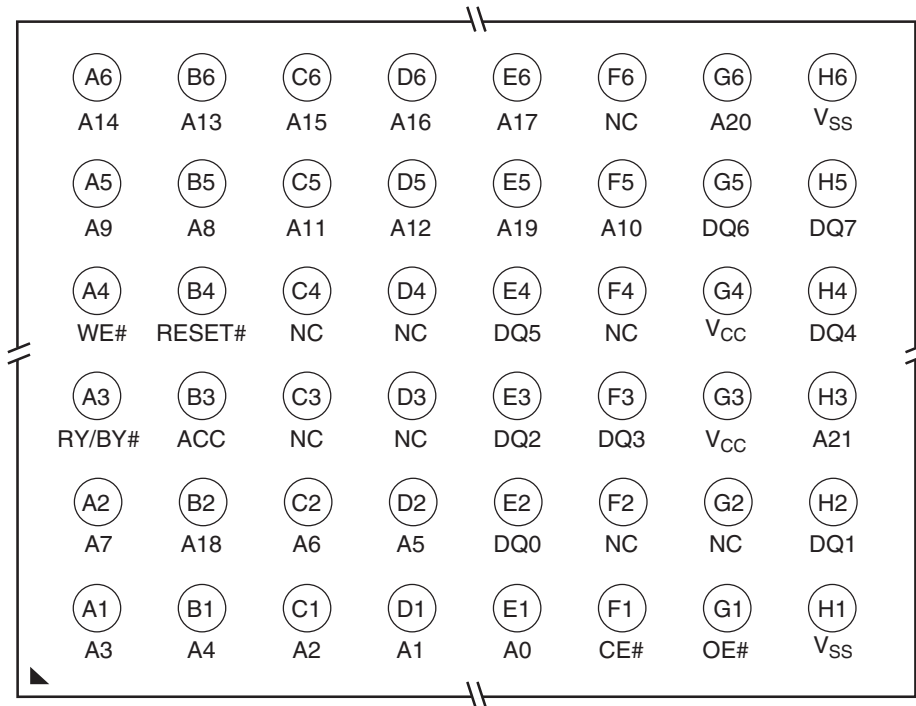 A6 B6 C6 D6 E6 F6 G6 H6
A14 A13 A15 A16 A17 NC A20 VSS
A5 B5 C5 D5 E5 F5 G5 H5
A9 A8 A11 A12 A19 A10 DQ6 DQ7
A4 B4 C4 D4 E4 F4 G4 H4
WE# RESET# NC NC DQ5 NC VCC DQ4
A3 B3 C3 D3 E3 F3 G3 H3
RY/BY# ACC NC NC DQ2 DQ3 VCC A21
A2 B2 C2 D2 E2 F2 G2 H2
A7 A18 A6 A5 DQ0 NC NC DQ1
A1 B1 C1 D1 E1 F1 G1 H1
A3 A4 A2 A1 A0 CE# OE# VSS